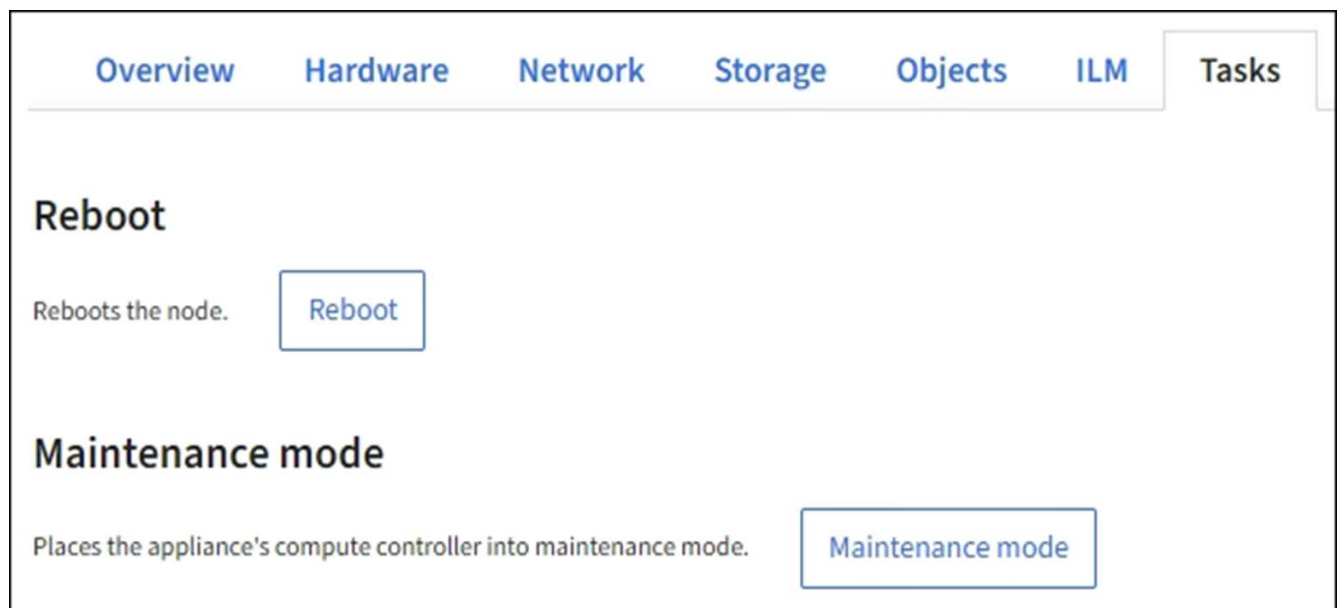 Overview Hardware Network Storage Objects ILM Tasks
Reboot
Reboots the node. Reboot
Maintenance mode
Places the appliance's compute controller into maintenance mode. Maintenance mode